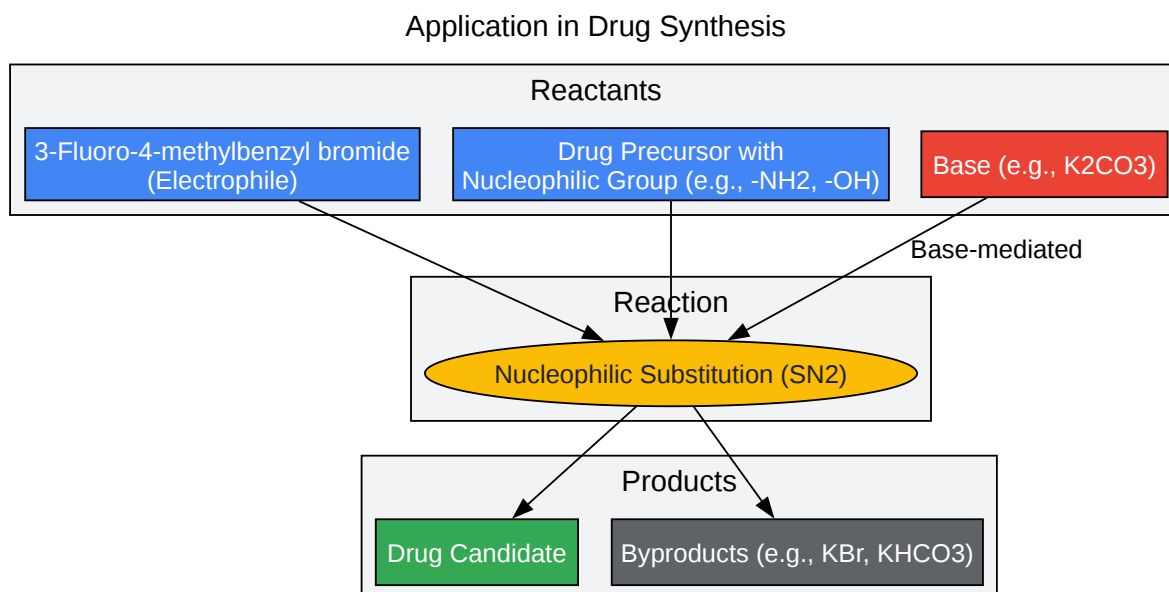 Application in Drug Synthesis
Reactants
3-Fluoro-4-methylbenzyl bromide
(Electrophile)
Drug Precursor with
Nucleophilic Group (e.g., -NH2, -OH)
Base (e.g., K2CO3)
Base-mediated
Reaction
Nucleophilic Substitution (SN2)
Products
Drug Candidate
Byproducts (e.g., KBr, KHCO3)